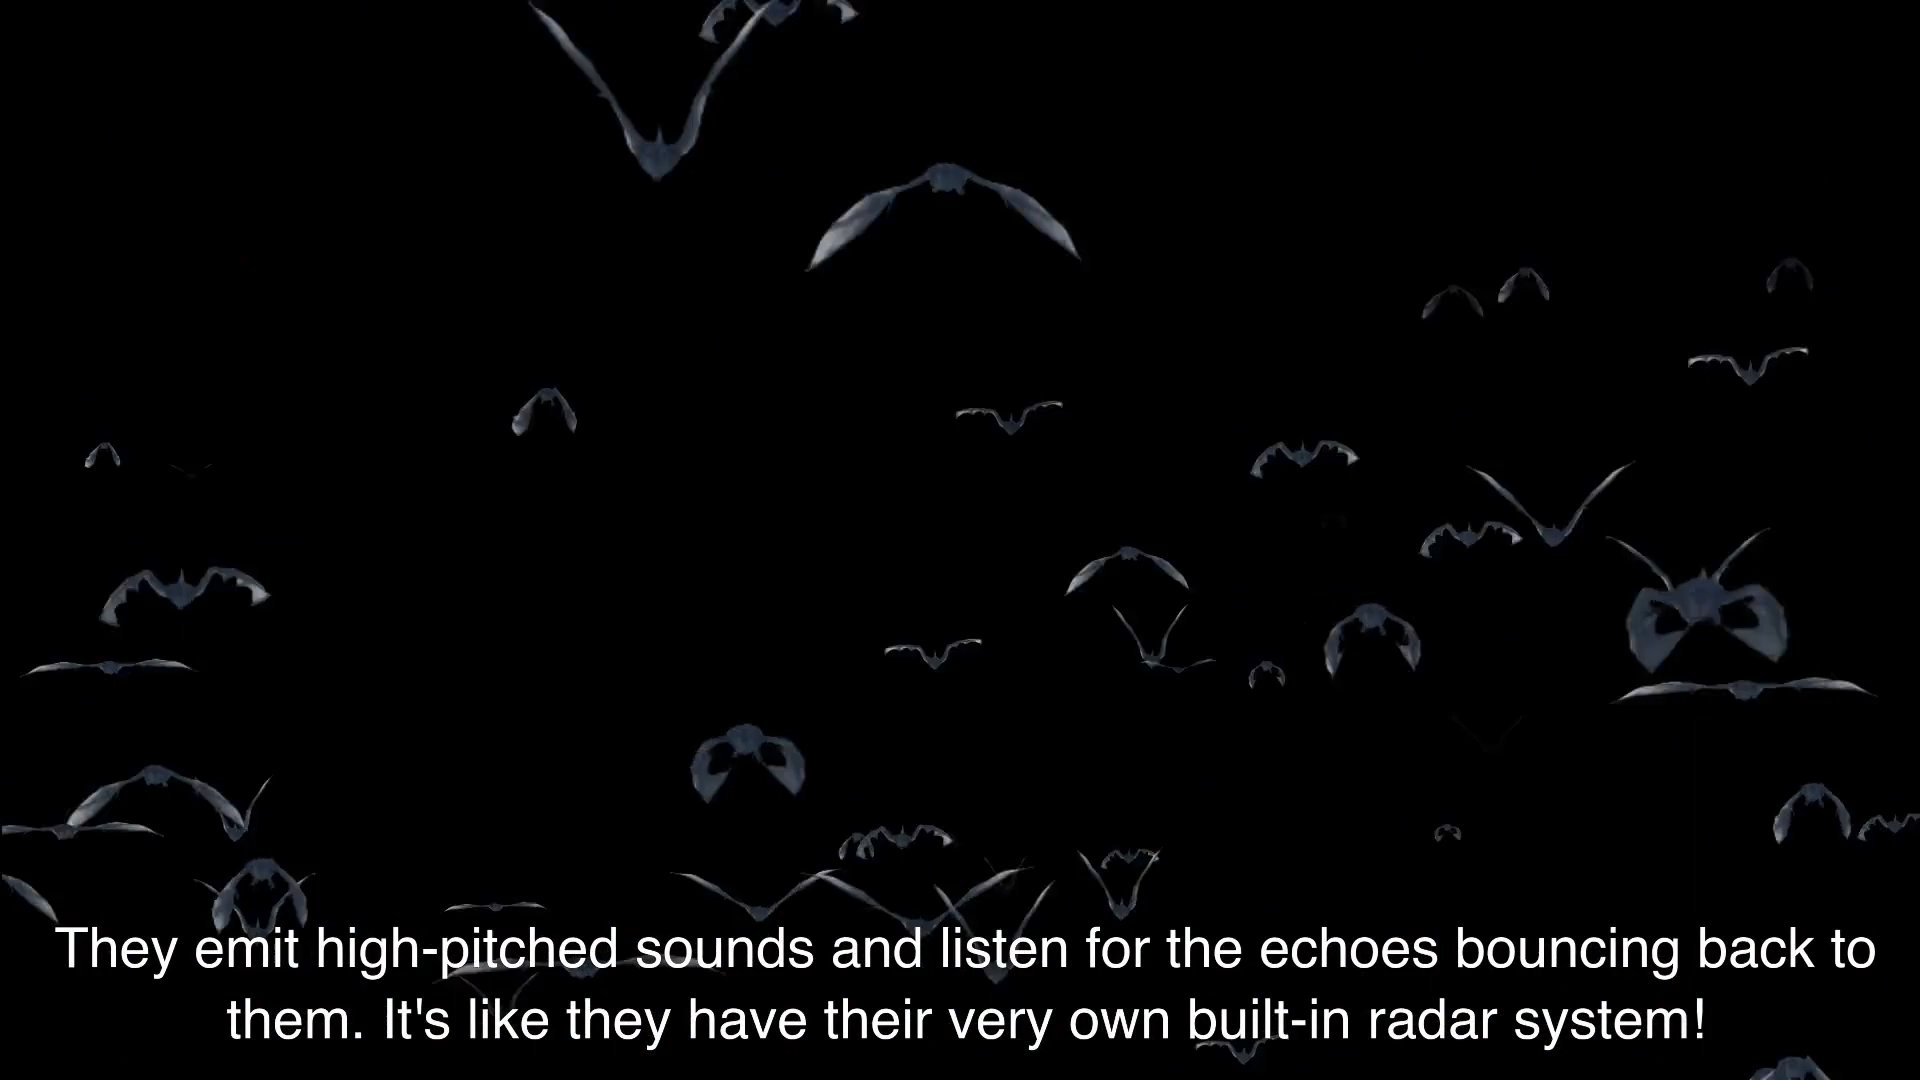 They emit high-pitched sounds and listen for the echoes bouncing back to
them. It's like they have their very own built-in radar system!